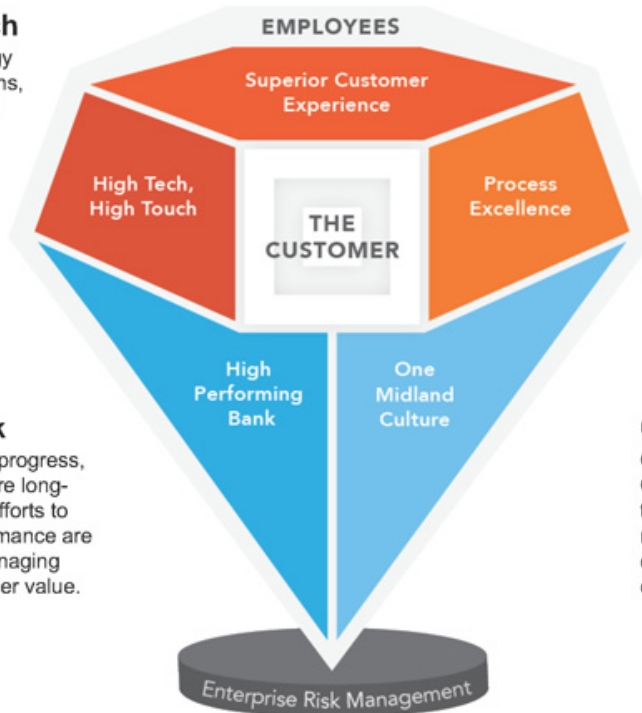 EMPLOYEES
Superior Customer
Experience
High Tech,
High Touch
THE
CUSTOMER
Process
Excellence
High
Performing
Bank
One
Midland
Culture
Enterprise Risk Management
progress,
re long-
fforts to
mance are
naging
er value.